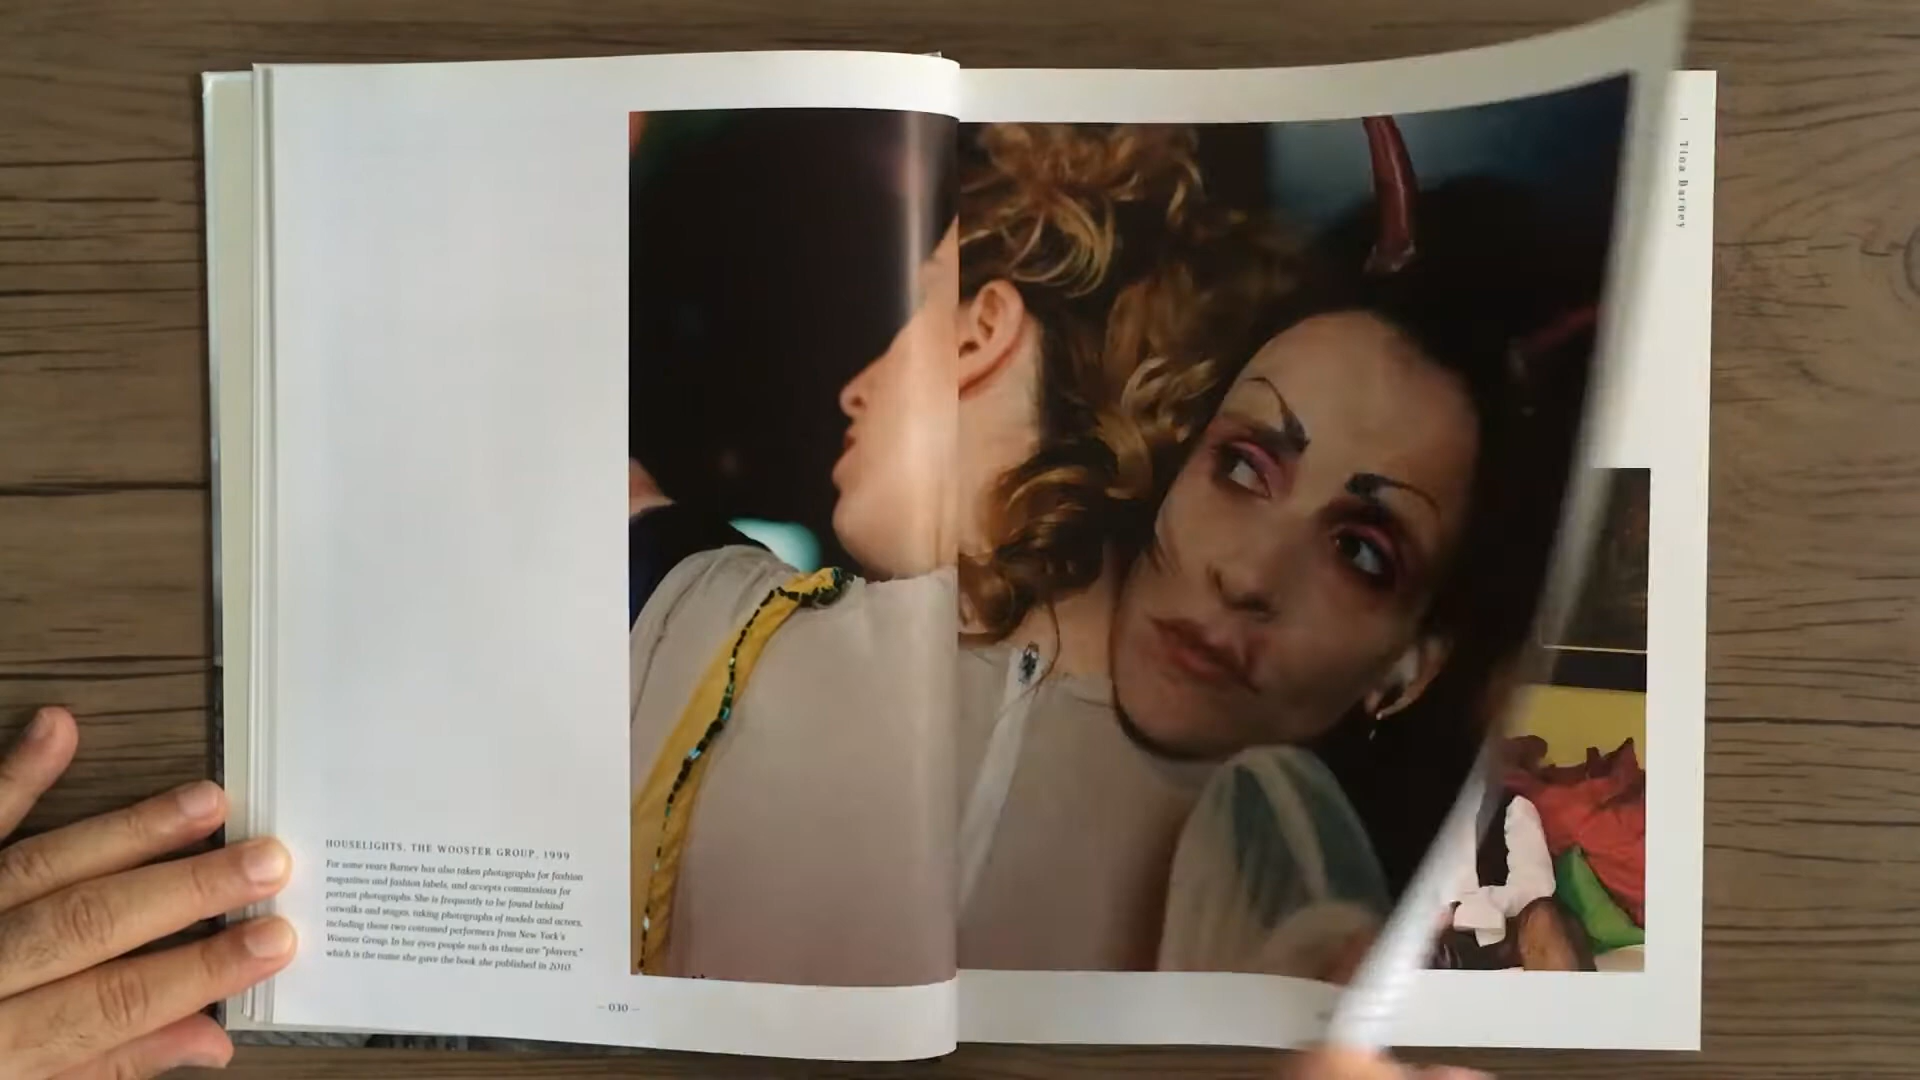 HOUSELIGHTS, THE WOOSTER GROUP, 1999
For some years Barney has also taken photographs for fashion
magazines and fashion labels, and accepts commissions for
portrait photographs. She is frequently to be found behind
catwalks and stages, taking photographs of models and actors,
including these two costumed performers from New York's
Wooster Group. In her eyes people such as these are "players,"
which is the name she gave the book she published in 2010.
— 030 —
| Tina Barney